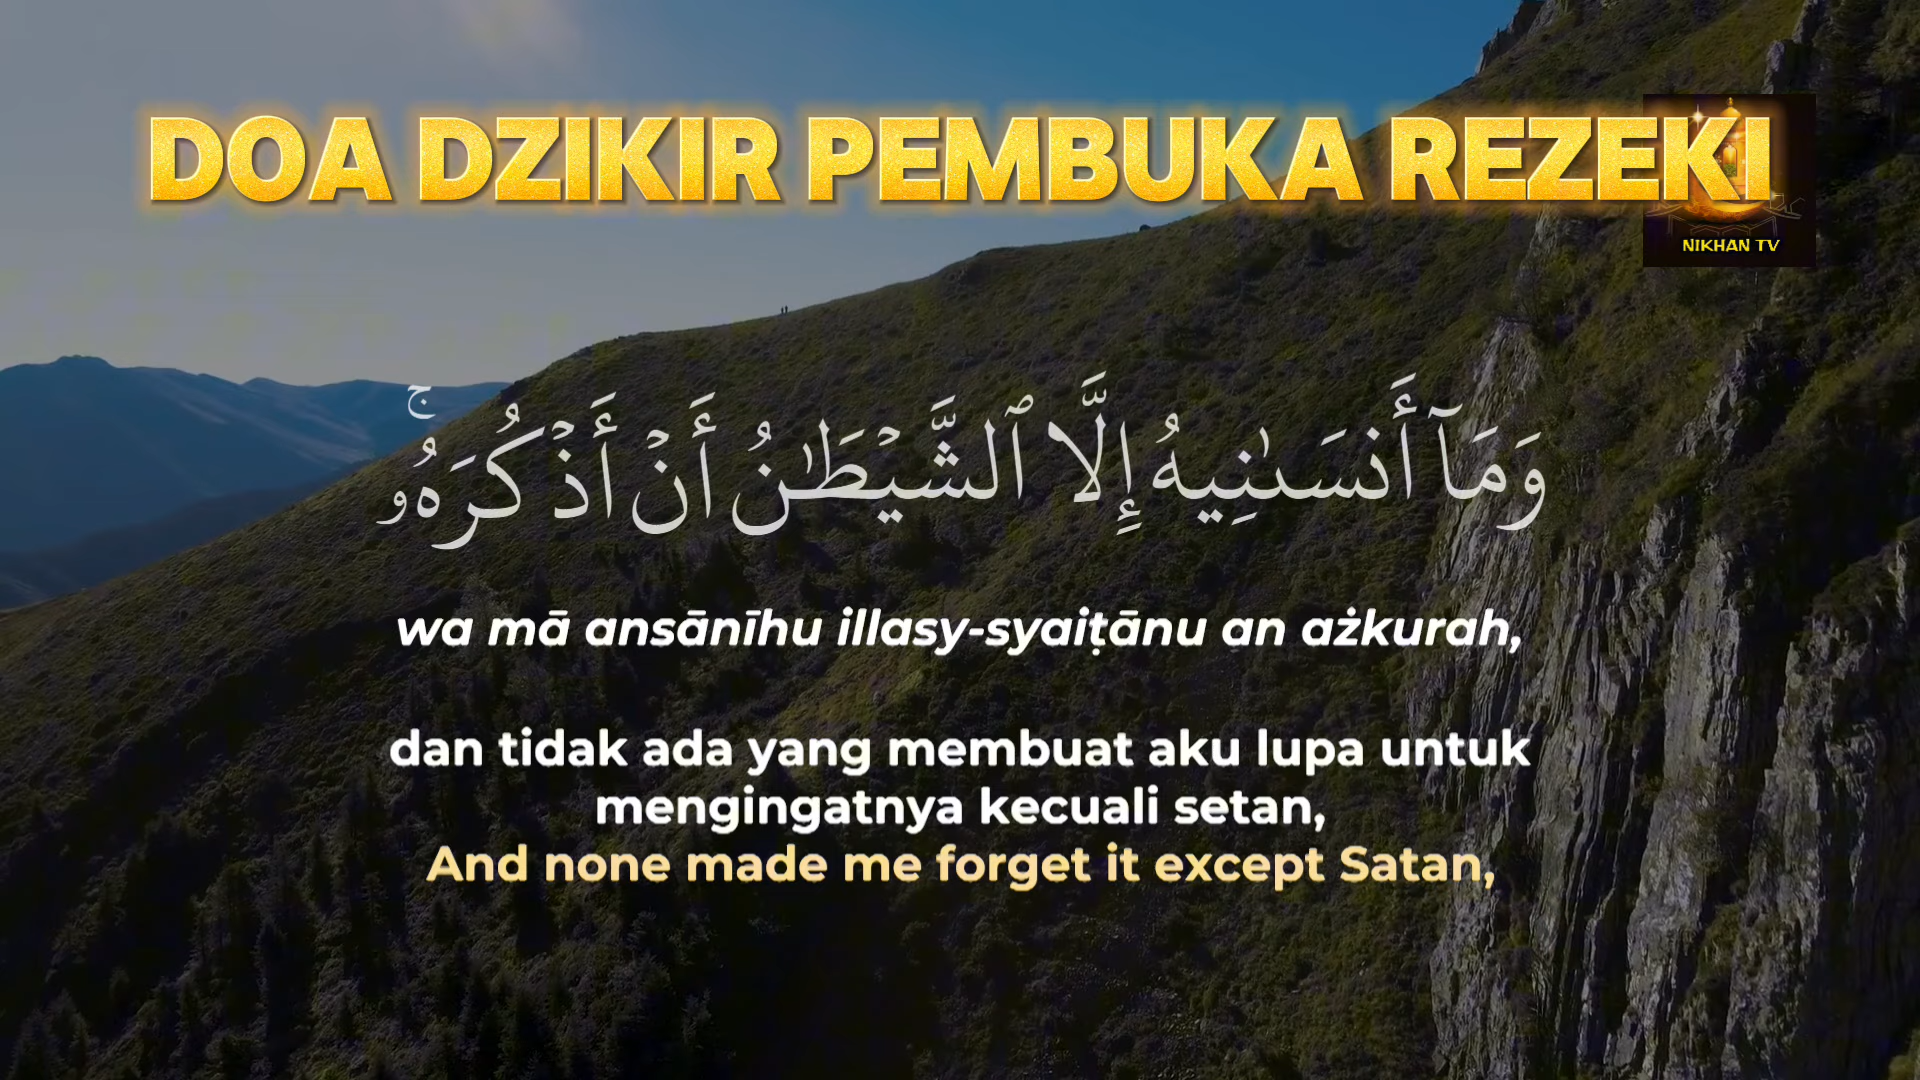 DOA DZIKIR PEMBUKA REZEKI
NIKHAN TV
وَمَآ أَنسَىٰنِيهُ إِلَّا ٱلشَّيْطَـٰنُ أَنْ أَذْكُرَهُۥ ۚ
wa mā ansānīhu illasy-syaiṭānu an ażkurah,
dan tidak ada yang membuat aku lupa untuk
mengingatnya kecuali setan,
And none made me forget it except Satan,